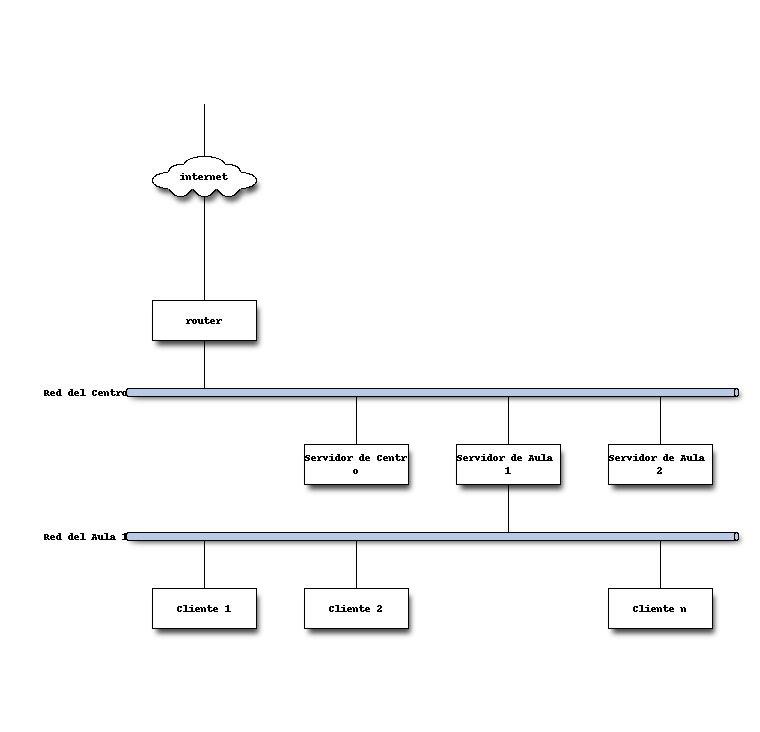 internet
router
Red del Centro
Servidor de Centr
o
Servidor de Aula
1
Servidor de Aula
2
Red del Aula 1
Cliente 1
Cliente 2
Cliente n